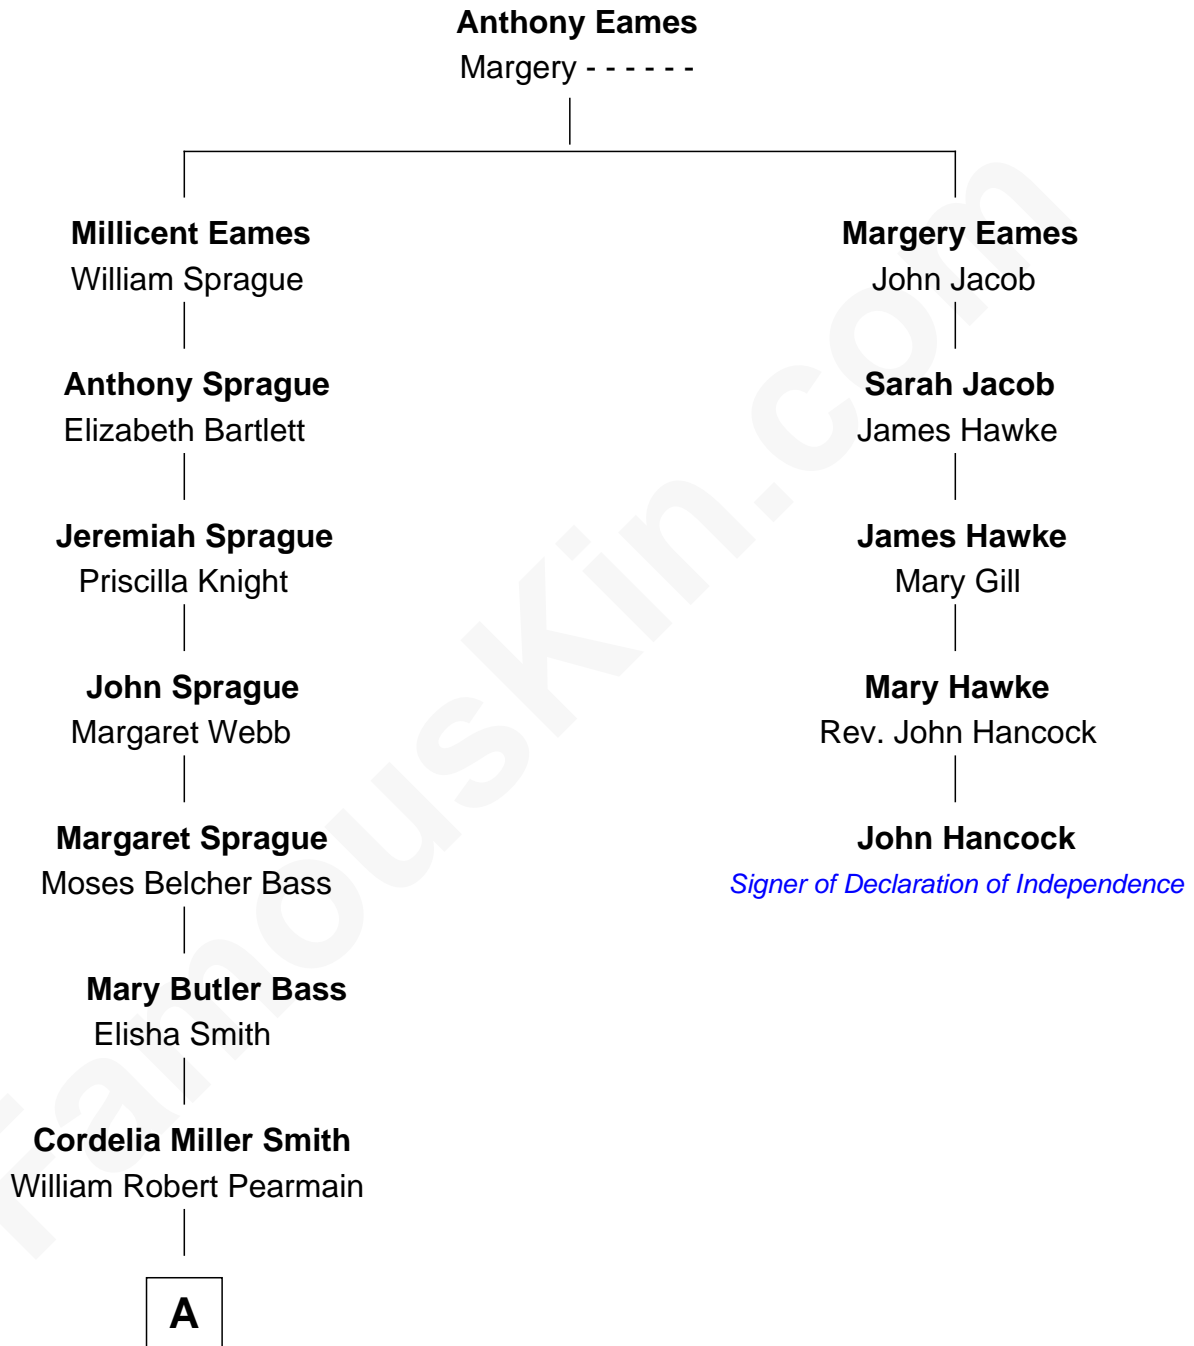 Anthony Eames
Margery - - - - - -
Millicent Eames
William Sprague
Margery Eames
John Jacob
Anthony Sprague
Elizabeth Bartlett
Sarah Jacob
James Hawke
Jeremiah Sprague
Priscilla Knight
James Hawke
Mary Gill
John Sprague
Margaret Webb
Mary Hawke
Rev. John Hancock
Margaret Sprague
Moses Belcher Bass
John Hancock
Signer of Declaration of Independence
Mary Butler Bass
Elisha Smith
Cordelia Miller Smith
William Robert Pearmain
A
FamousKin.com